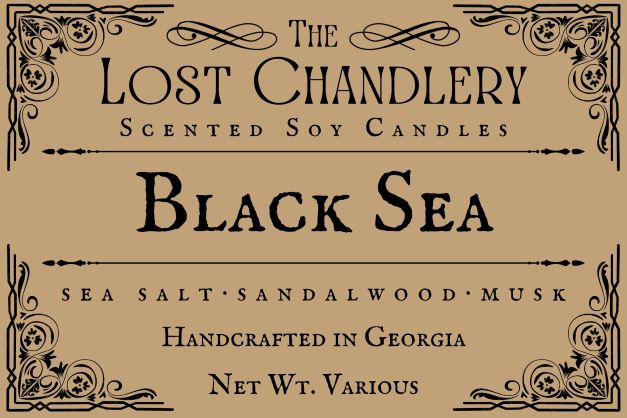 The
Lost Chandlery
Scented Soy Candles
Black Sea
SEA SALT·SANDALWOOD·MUSK
Handcrafted in Georgia
Net Wt. Various